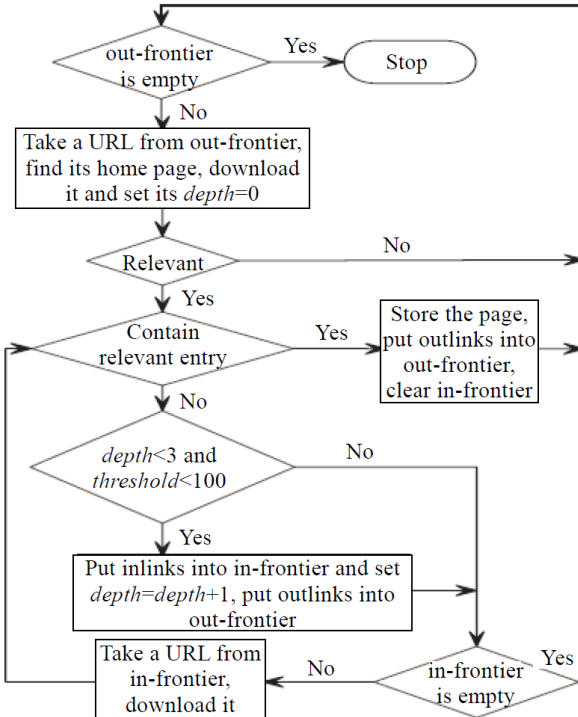 out-frontier
is empty
Yes
Stop
No
Take a URL from out-frontier,
find its home page, download
it and set its depth=0
Relevant
No
Yes
Contain
relevant entry
Yes
Store the page,
put outlinks into
out-frontier,
clear in-frontier
No
depth<3 and
threshold<100
No
Yes
Put inlinks into in-frontier and set
depth=depth+1, put outlinks into
out-frontier
Take a URL from
in-frontier,
download it
No
in-frontier
is empty
Yes